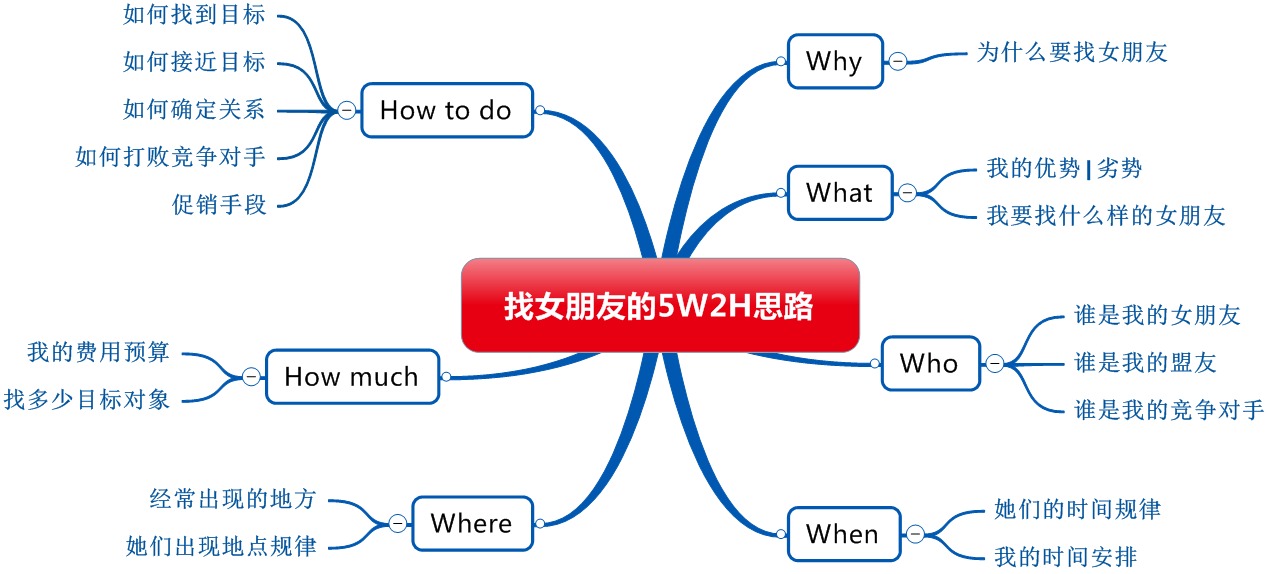 找女朋友的5W2H思路
Why
为什么要找女朋友
What
我的优势|劣势
我要找什么样的女朋友
Who
谁是我的女朋友
谁是我的盟友
谁是我的竞争对手
When
她们的时间规律
我的时间安排
Where
经常出现的地方
她们出现地点规律
How much
我的费用预算
找多少目标对象
How to do
如何找到目标
如何接近目标
如何确定关系
如何打败竞争对手
促销手段